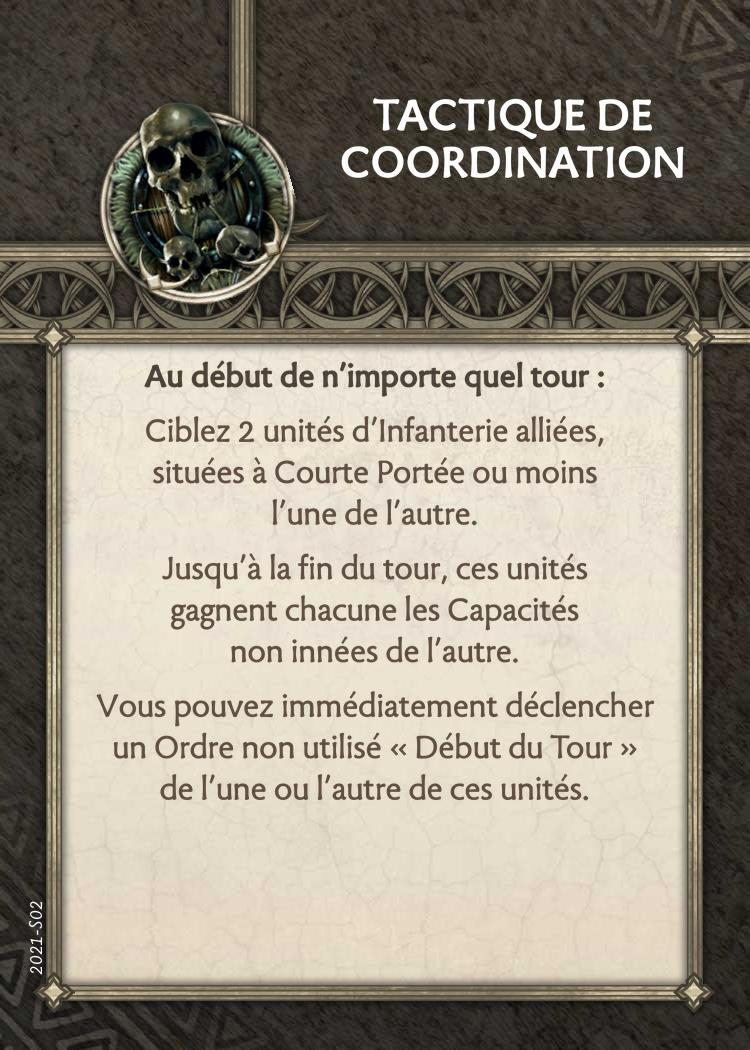 TACTIQUE DE
COORDINATION
Au début de n’importe quel tour :
Ciblez 2 unités d’Infanterie alliées,
situées à Courte Portée ou moins
l’une de l’autre.
Jusqu’à la fin du tour, ces unités
gagnent chacune les Capacités
non innées de l’autre.
Vous pouvez immédiatement déclencher
un Ordre non utilisé « Début du Tour »
de l’une ou l’autre de ces unités.
2021-S02